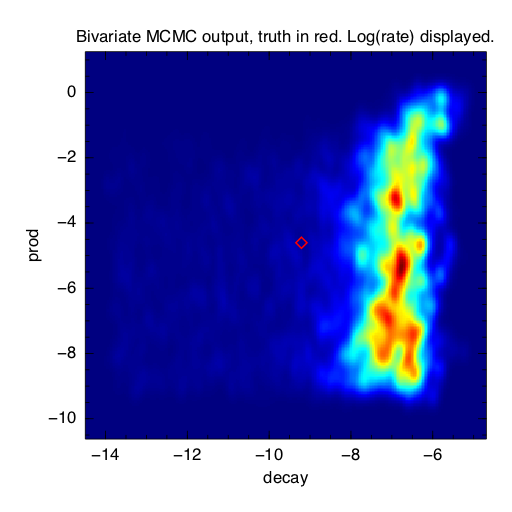 Bivariate MCMC output, truth in red. Log(rate) displayed.
0
−2
−4
−6
−8
−10
prod
−14 −12 −10 −8 −6
decay